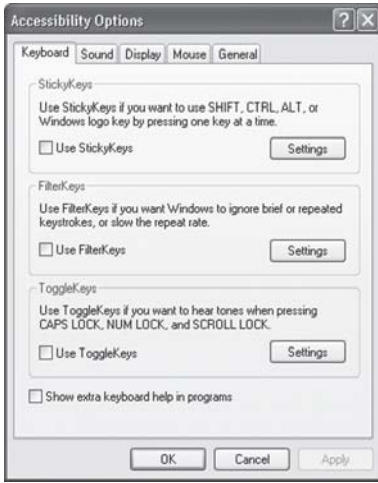 Accessibility Options
Keyboard Sound Display Mouse General
StickyKeys
Use StickyKeys if you want to use SHIFT, CTRL, ALT, or
Windows logo key by pressing one key at a time.
Use StickyKeys Settings
FilterKeys
Use FilterKeys if you want Windows to ignore brief or repeated
keystrokes, or slow the repeat rate.
Use FilterKeys Settings
ToggleKeys
Use ToggleKeys if you want to hear tones when pressing
CAPS LOCK, NUM LOCK, and SCROLL LOCK.
Use ToggleKeys Settings
Show extra keyboard help in programs
OK Cancel Apply